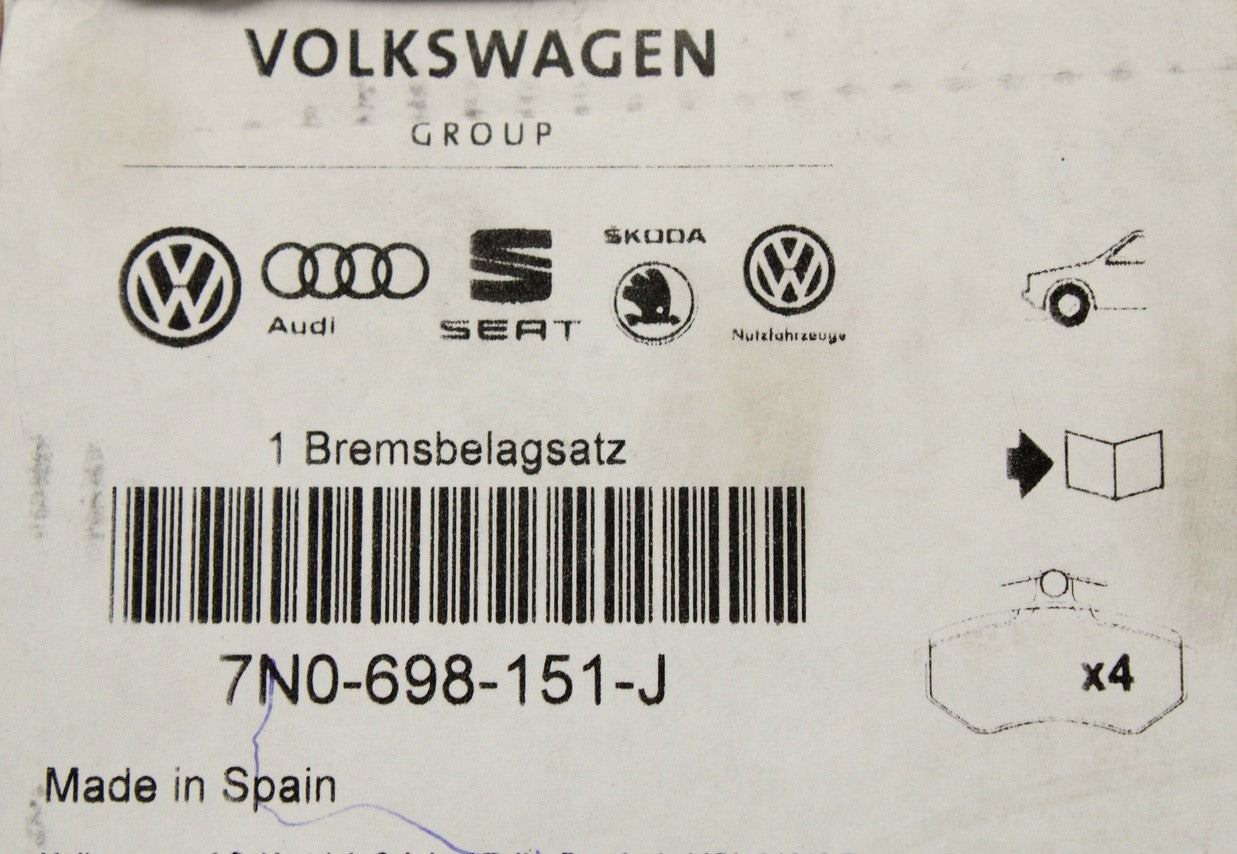 VOLKSWAGEN
GROUP
Audi
SEAT
ŠKODA
Nutzfahrzeuge
1 Bremsbelagsatz
7N0-698-151-J
x4
Made in Spain